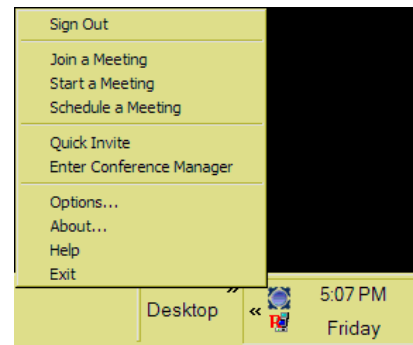 Sign Out
Join a Meeting
Start a Meeting
Schedule a Meeting
Quick Invite
Enter Conference Manager
Options...
About...
Help
Exit
»
Desktop
«
5:07 PM
Friday